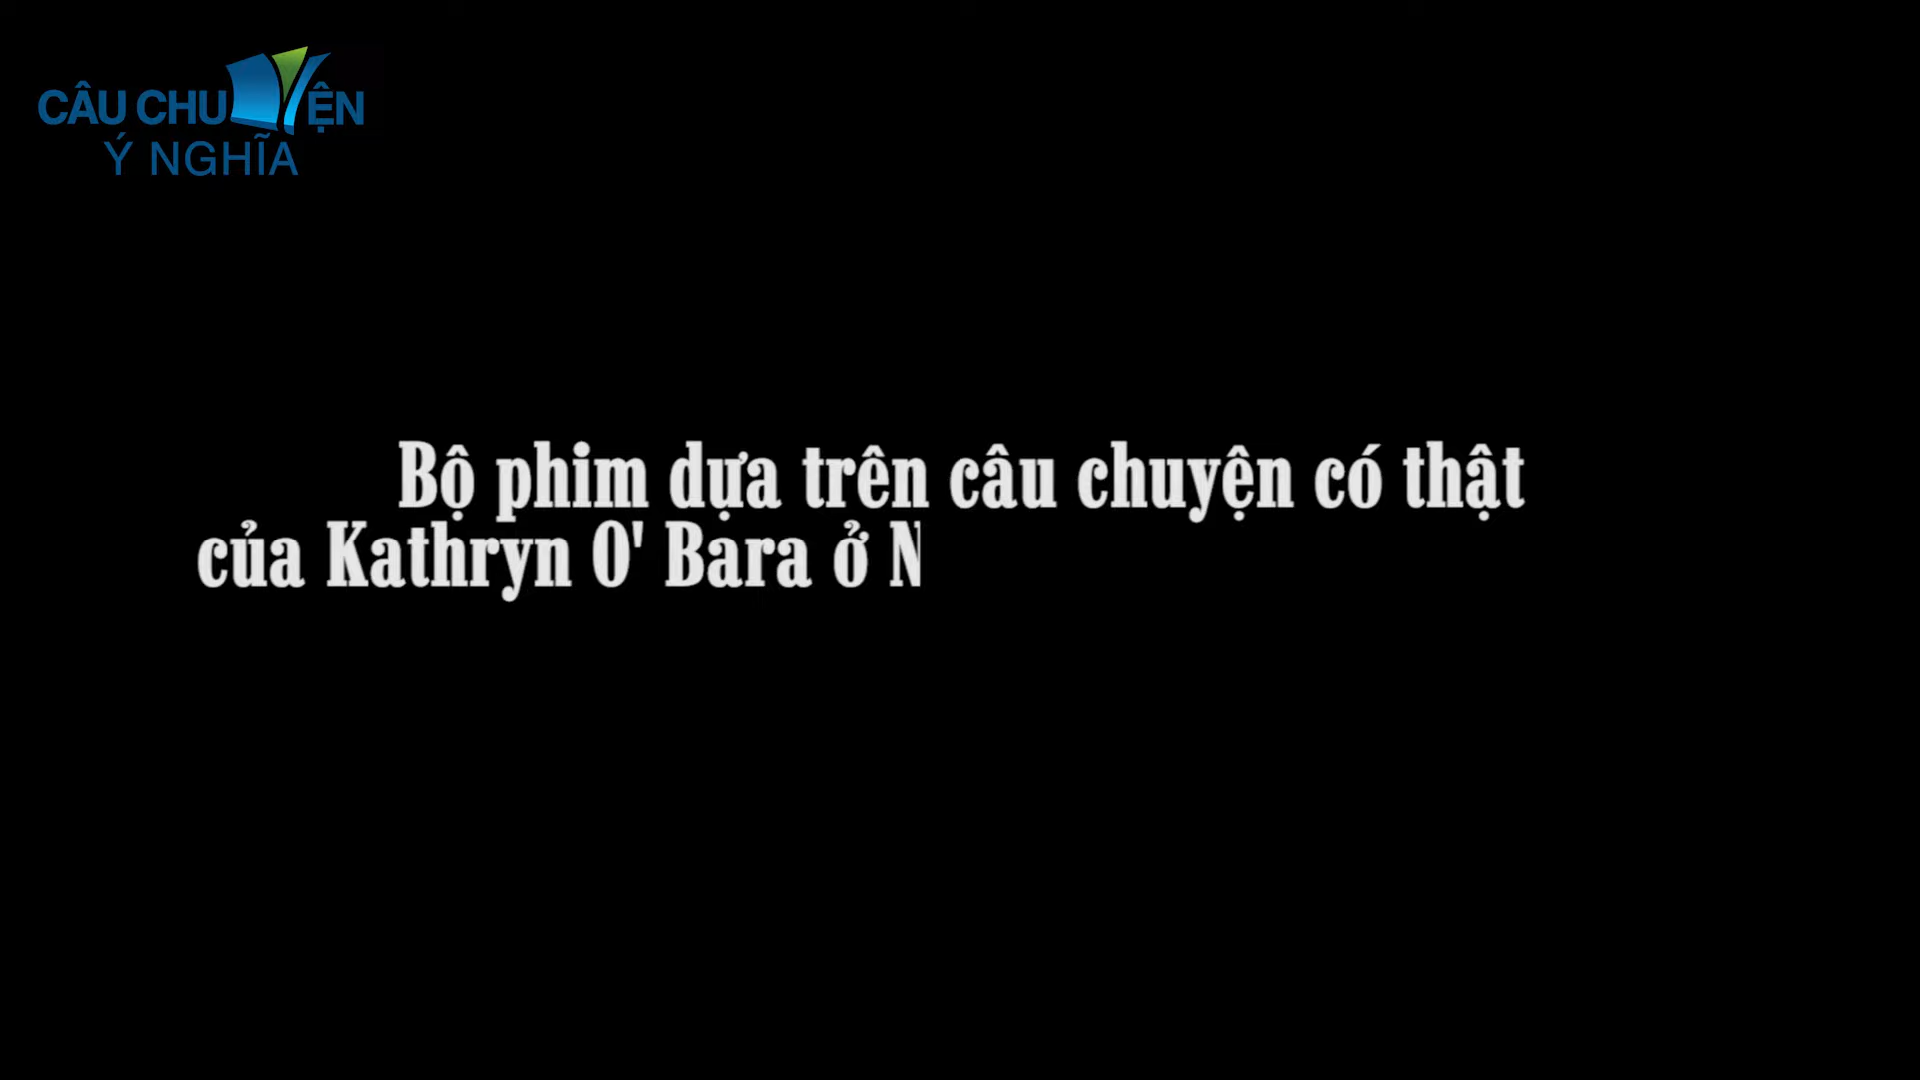 CÂU CHUYỆN
Ý NGHĨA
Bộ phim dựa trên câu chuyện có thật
của Kathryn O' Bara ở N